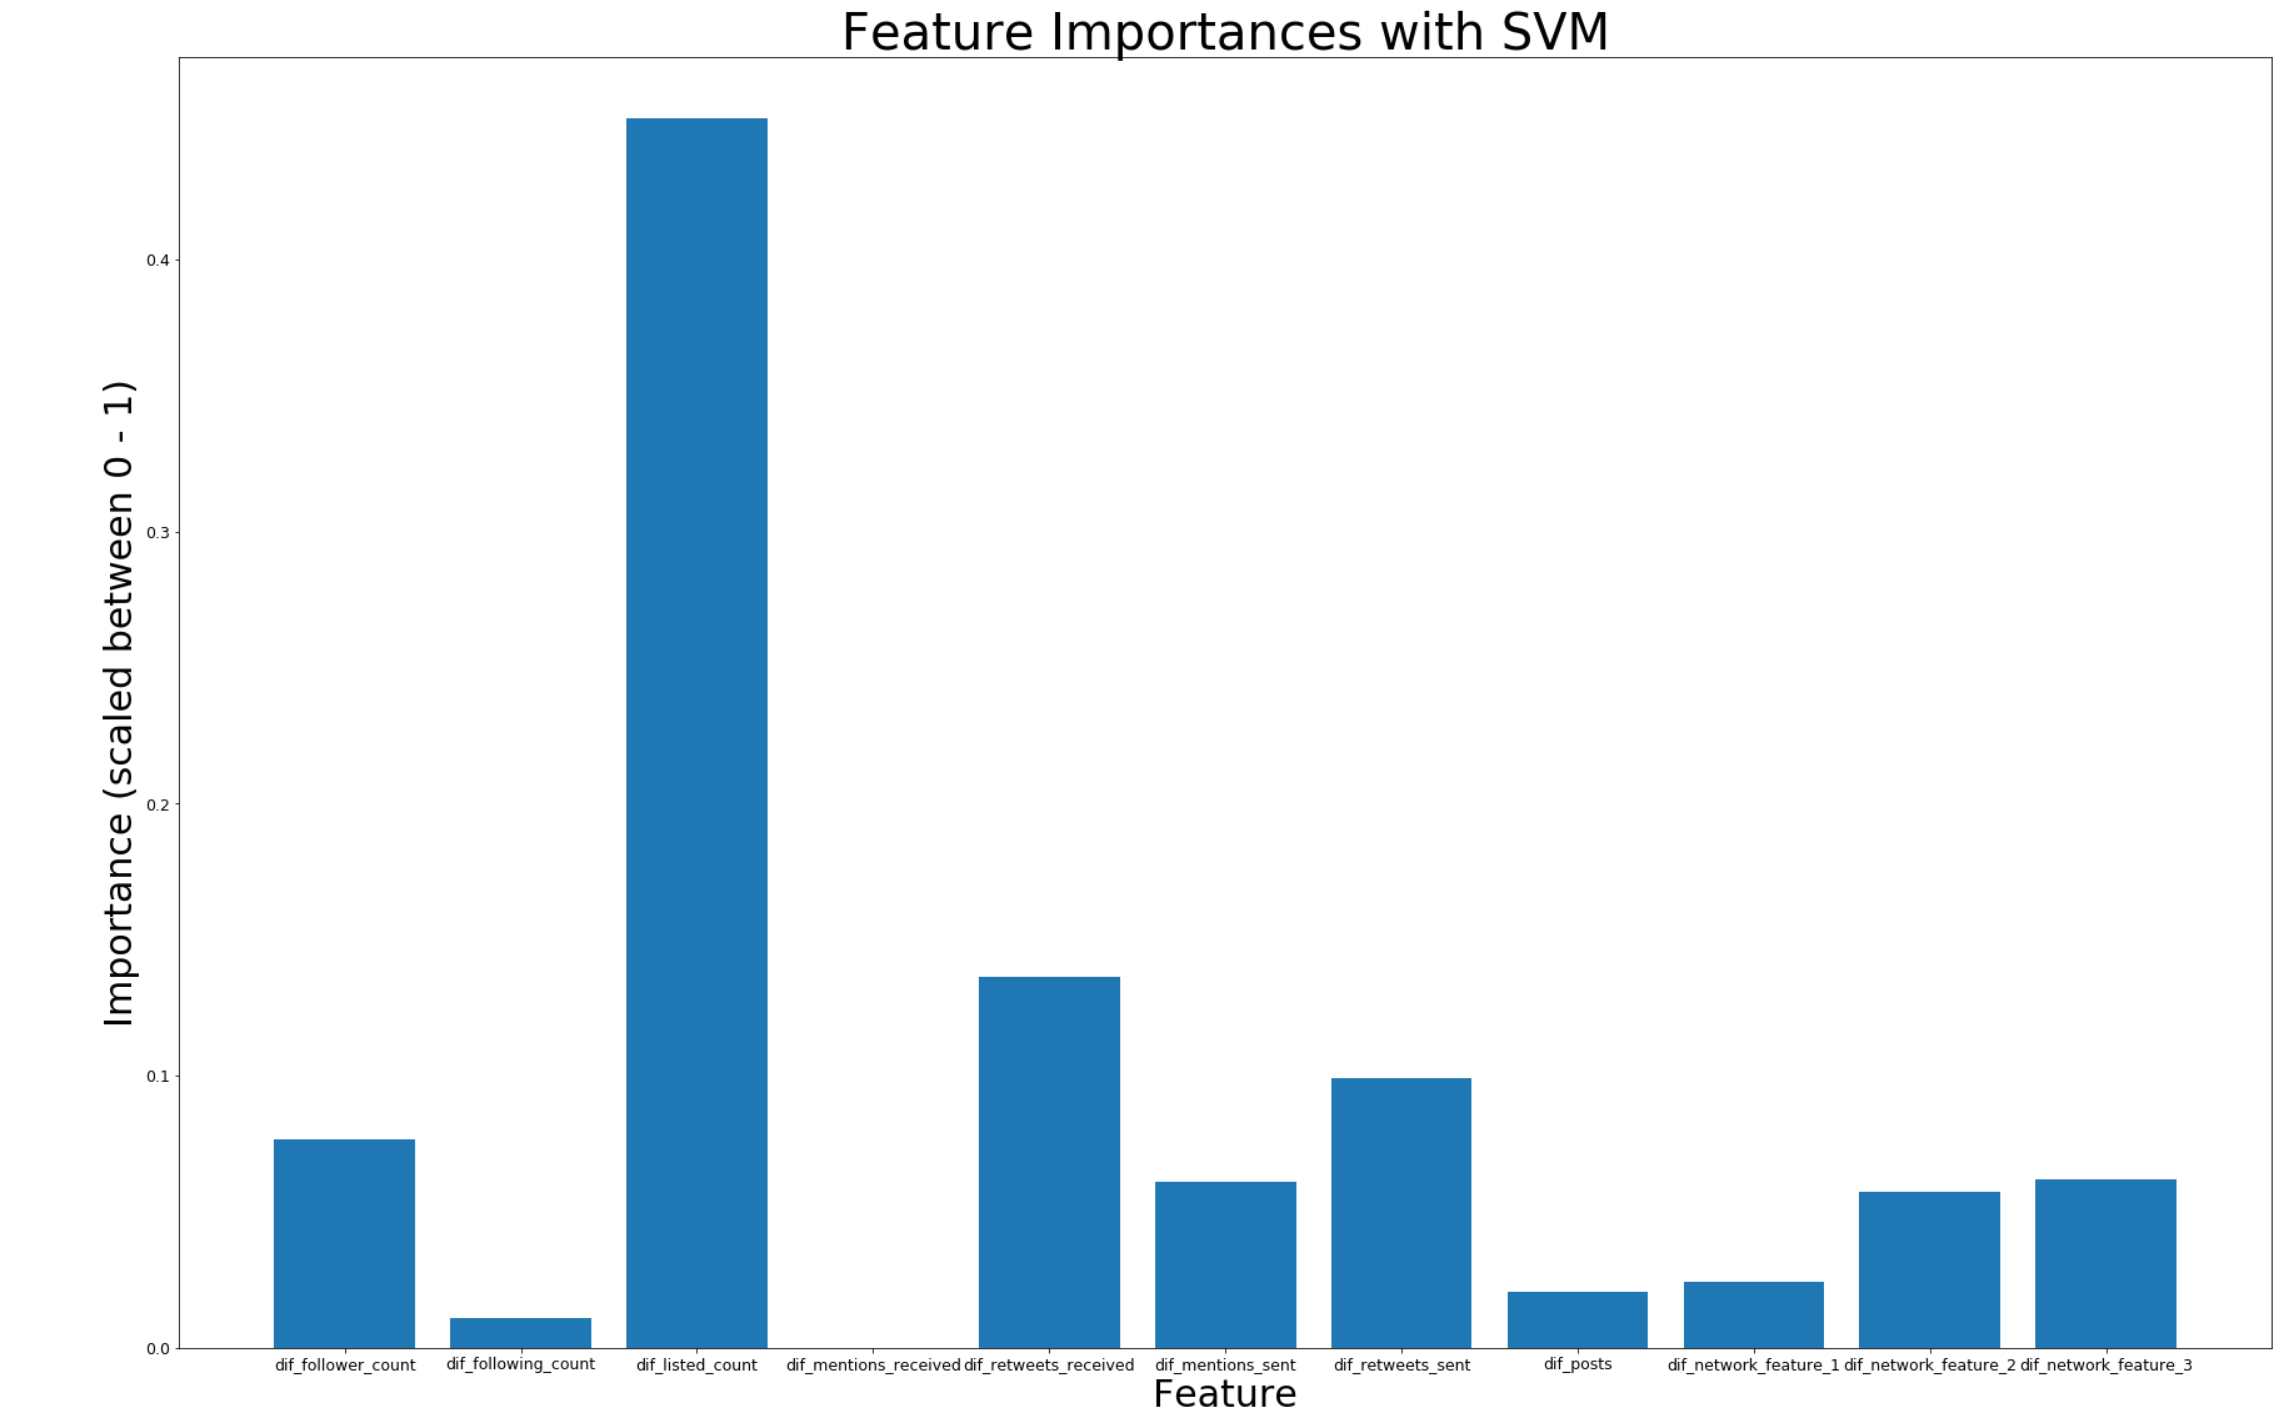 Feature Importances with SVM
Importance (scaled between 0 - 1)
0.4
0.3
0.2
0.1
0.0
dif_follower_count dif_following_count dif_listed_count dif_mentions_received dif_retweets_received dif_mentions_sent dif_retweets_sent dif_posts dif_network_feature_1 dif_network_feature_2 dif_network_feature_3
Feature